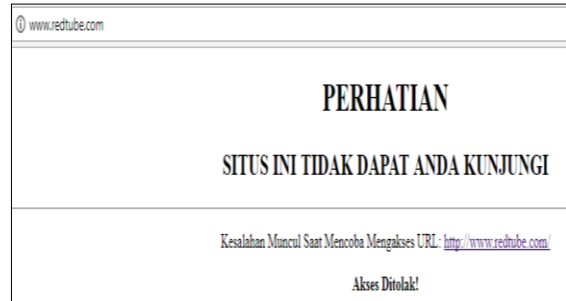 www.redtube.com
PERHATIAN
SITUS INI TIDAK DAPAT ANDA KUNJUNGI
Kesalahan Muncul Saat Mencoba Mengakses URL: http://www.redtube.com/
Akses Ditolak!